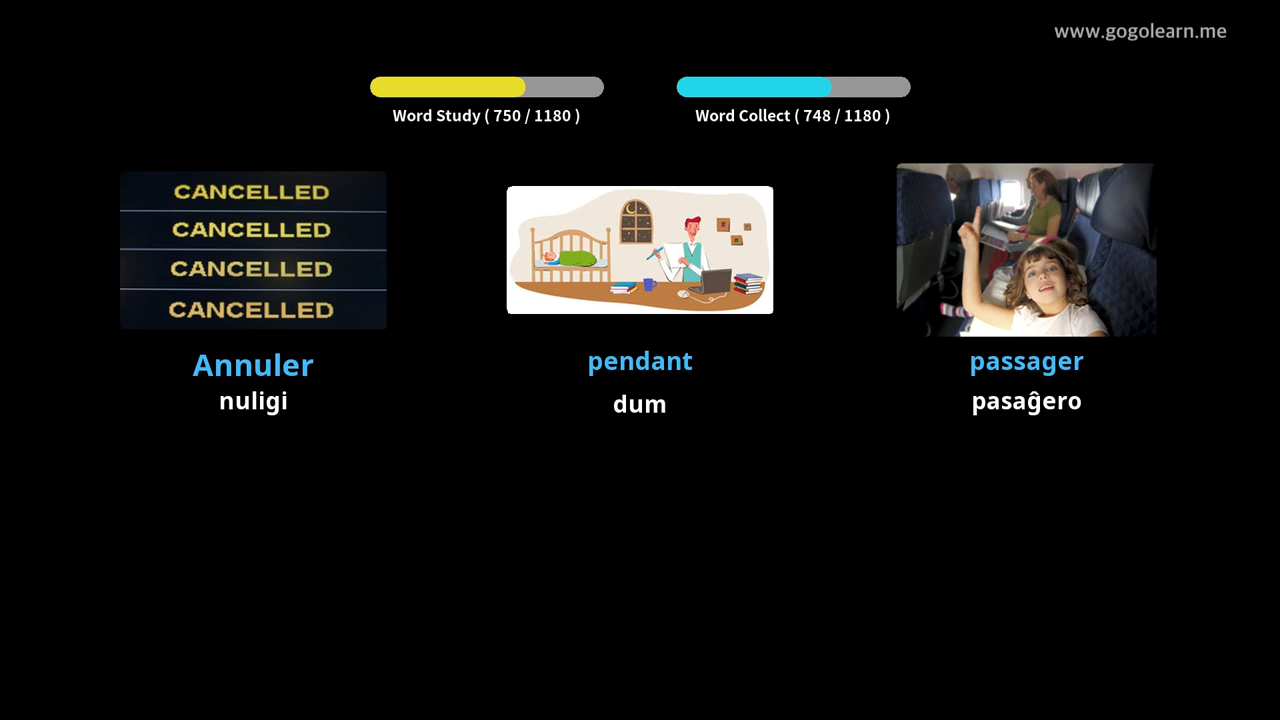 www.gogolearn.me
Word Study ( 750 / 1180 )
Word Collect ( 748 / 1180 )
CANCELLED
CANCELLED
CANCELLED
CANCELLED
Annuler
nuligi
pendant
dum
passager
pasaĝero